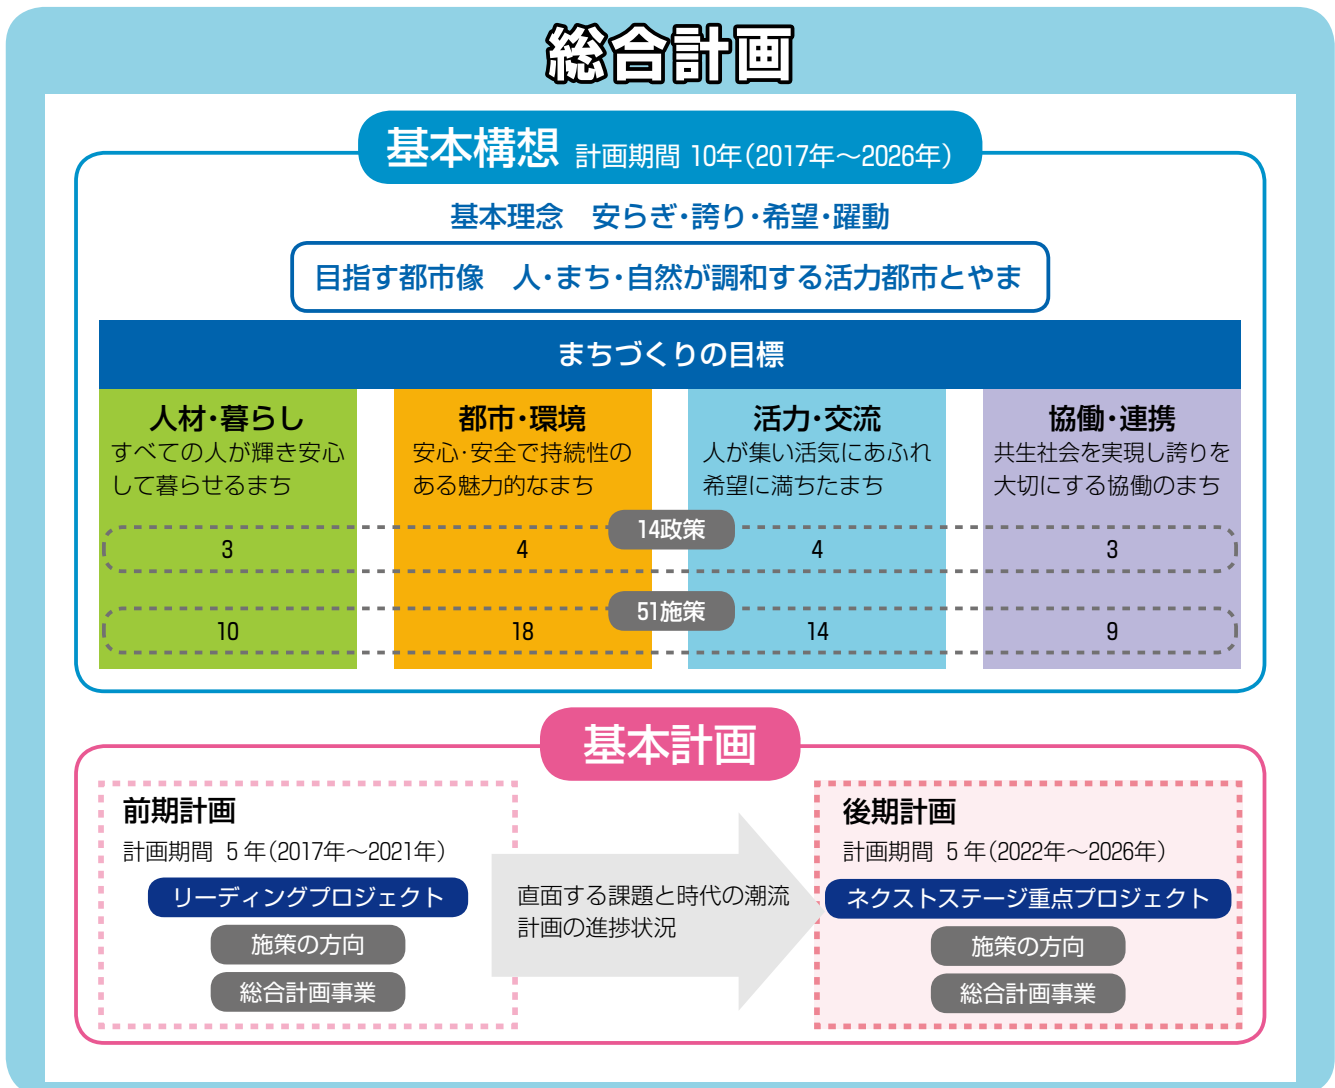 総合計画
基本構想 計画期間 10年(2017年～2026年)
基本理念 安らぎ・誇り・希望・躍動
目指す都市像 人・まち・自然が調和する活力都市とやま
まちづくりの目標
人材・暮らし
すべての人が輝き安心
して暮らせるまち
都市・環境
安心・安全で持続性の
ある魅力的なまち
活力・交流
人が集い活気にあふれ
希望に満ちたまち
協働・連携
共生社会を実現し誇りを
大切にする協働のまち
14政策
3 4 4 3
51施策
10 18 14 9
基本計画
前期計画
計画期間 5年(2017年～2021年)
リーディングプロジェクト
施策の方向
総合計画事業
直面する課題と時代の潮流
計画の進捗状況
後期計画
計画期間 5年(2022年～2026年)
ネクストステージ重点プロジェクト
施策の方向
総合計画事業